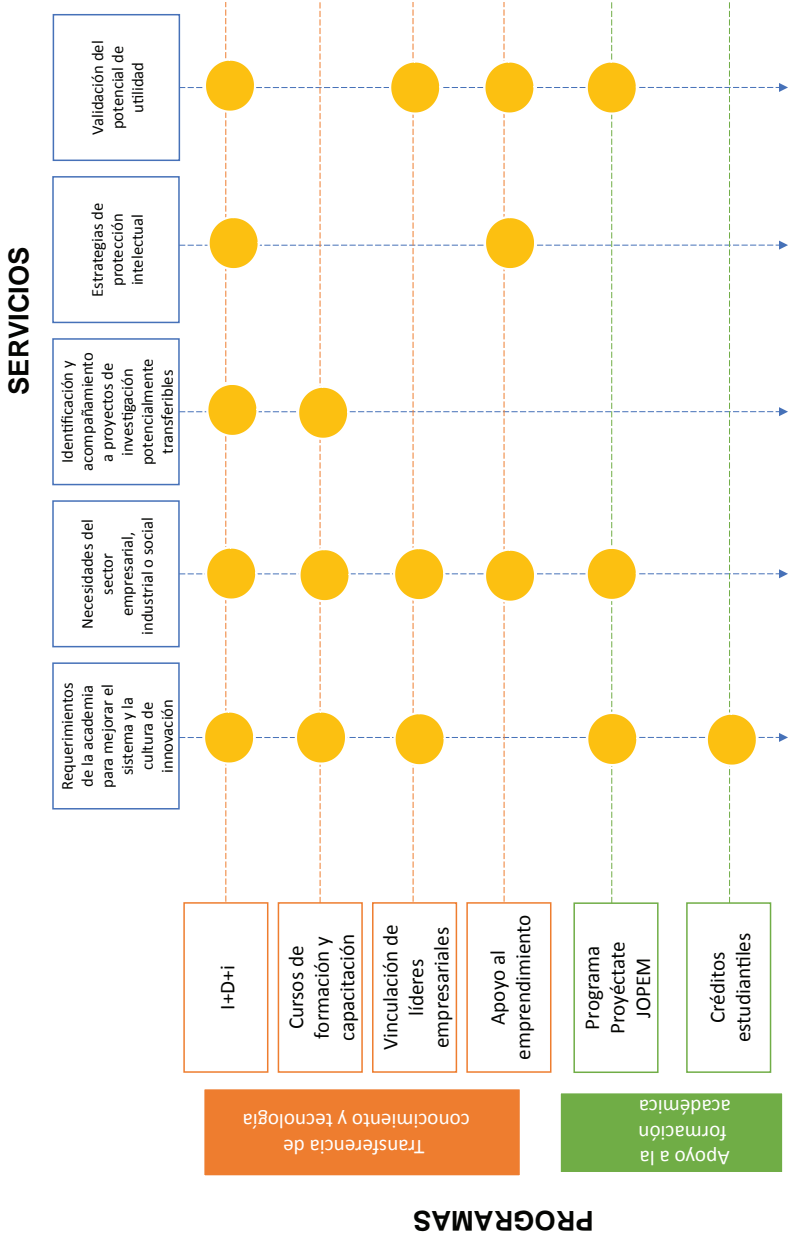 SERVICIOS
Requerimientos
de la academia
para mejorar el
sistema y la
cultura de
innovación
Necesidades del
sector
empresarial,
industrial o social
Identificación y
acompañamiento
a proyectos de
investigación
potencialmente
transferibles
Estrategias de
protección
intelectual
Validación del
potencial de
utilidad
PROGRAMAS
Transferencia de
conocimiento y tecnología
I+D+i
Cursos de
formación y
capacitación
Vinculación de
líderes
empresariales
Apoyo al
emprendimiento
Apoyo a la
formación
académica
Programa
Proyéctate
JOPEM
Créditos
estudiantiles